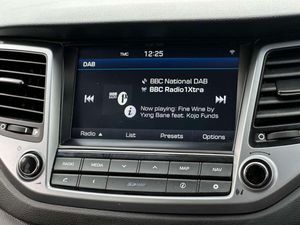 TMC 12:25
DAB
BBC National DAB
BBC Radio 1Xtra
Now playing: Fine Wine by
Yxng Bane feat. Kojo Funds
Radio List Presets Options
RADIO MEDIA MAP NAV